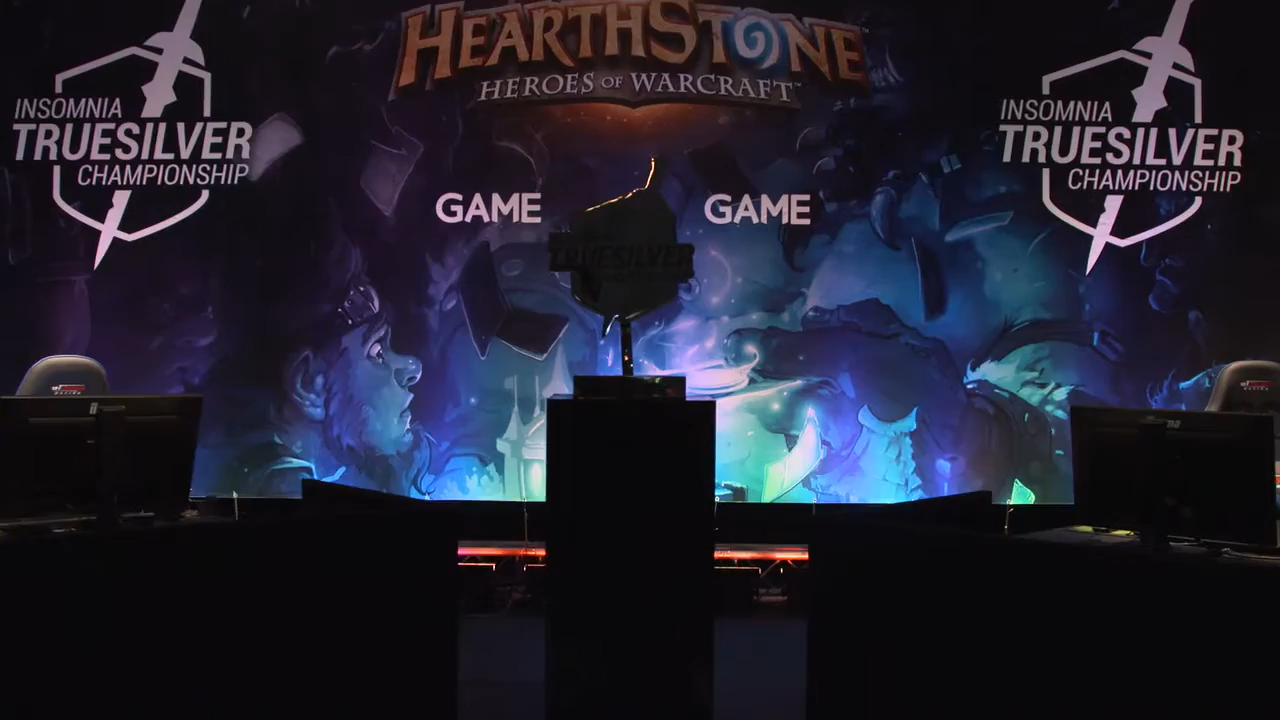 HEARTHSTONE
HEROES OF WARCRAFT
INSOMNIA
TRUESILVER
CHAMPIONSHIP
INSOMNIA
TRUESILVER
CHAMPIONSHIP
GAME
GAME
TRUESILVER